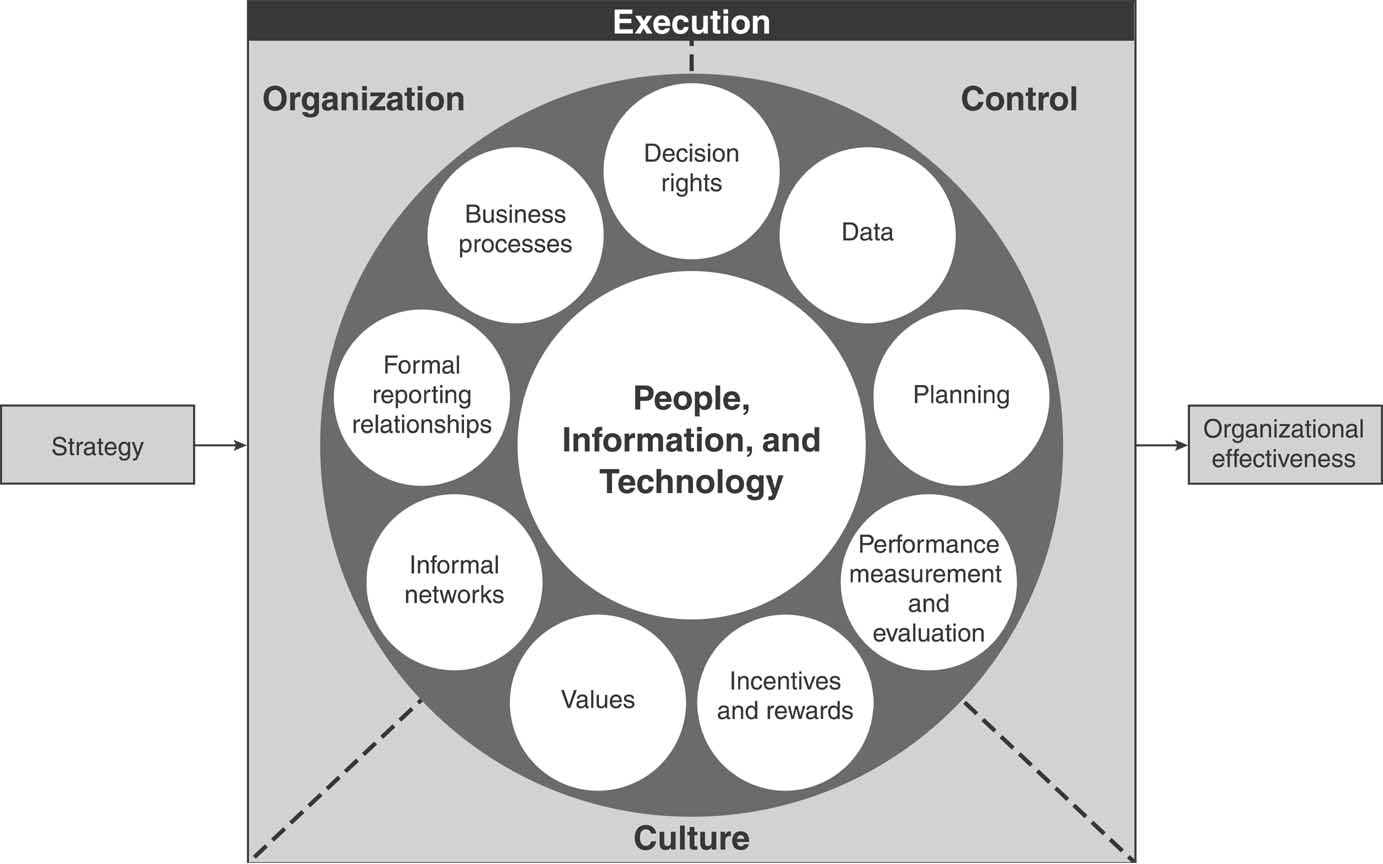 Execution
Organization
Control
Decision
rights
Business
processes
Data
Formal
reporting
relationships
Planning
People,
Information, and
Technology
Strategy
Organizational
effectiveness
Informal
networks
Performance
measurement
and
evaluation
Values
Incentives
and rewards
Culture